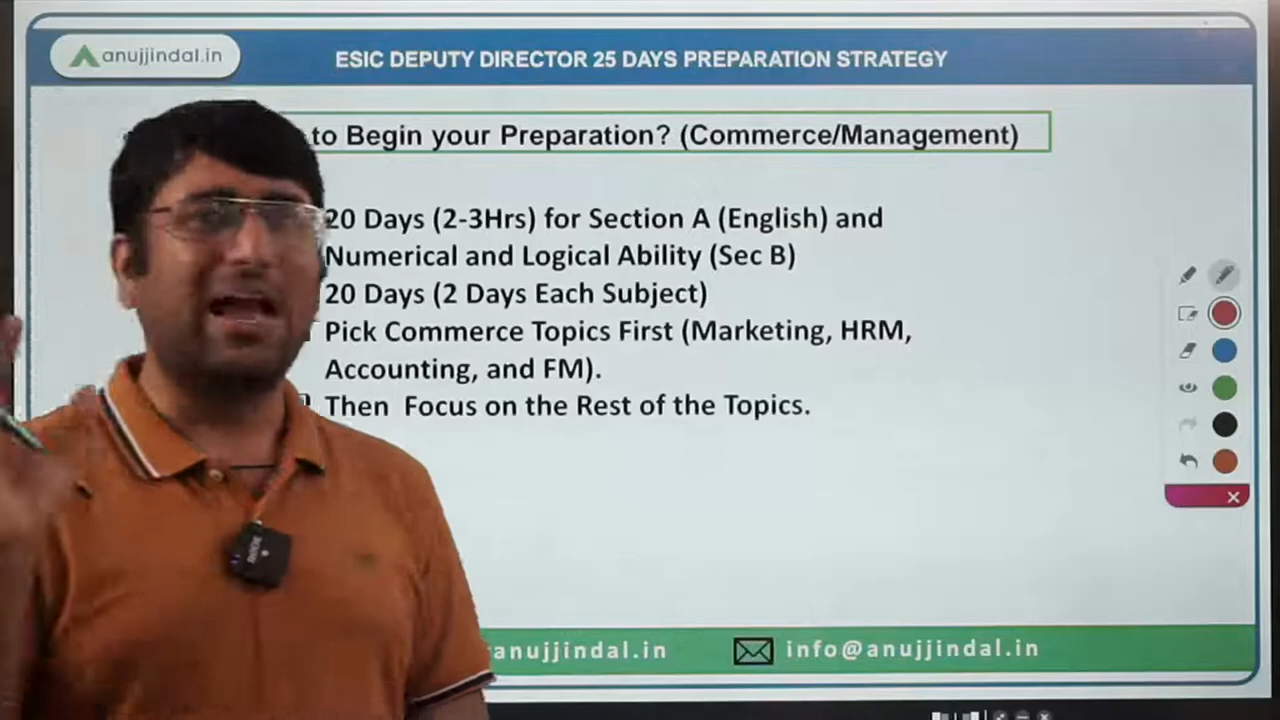 anujjindal.in
ESIC DEPUTY DIRECTOR 25 DAYS PREPARATION STRATEGY
to Begin your Preparation? (Commerce/Management)
20 Days (2-3Hrs) for Section A (English) and
Numerical and Logical Ability (Sec B)
20 Days (2 Days Each Subject)
Pick Commerce Topics First (Marketing, HRM,
Accounting, and FM).
Then Focus on the Rest of the Topics.
anujjindal.in
info@anujjindal.in